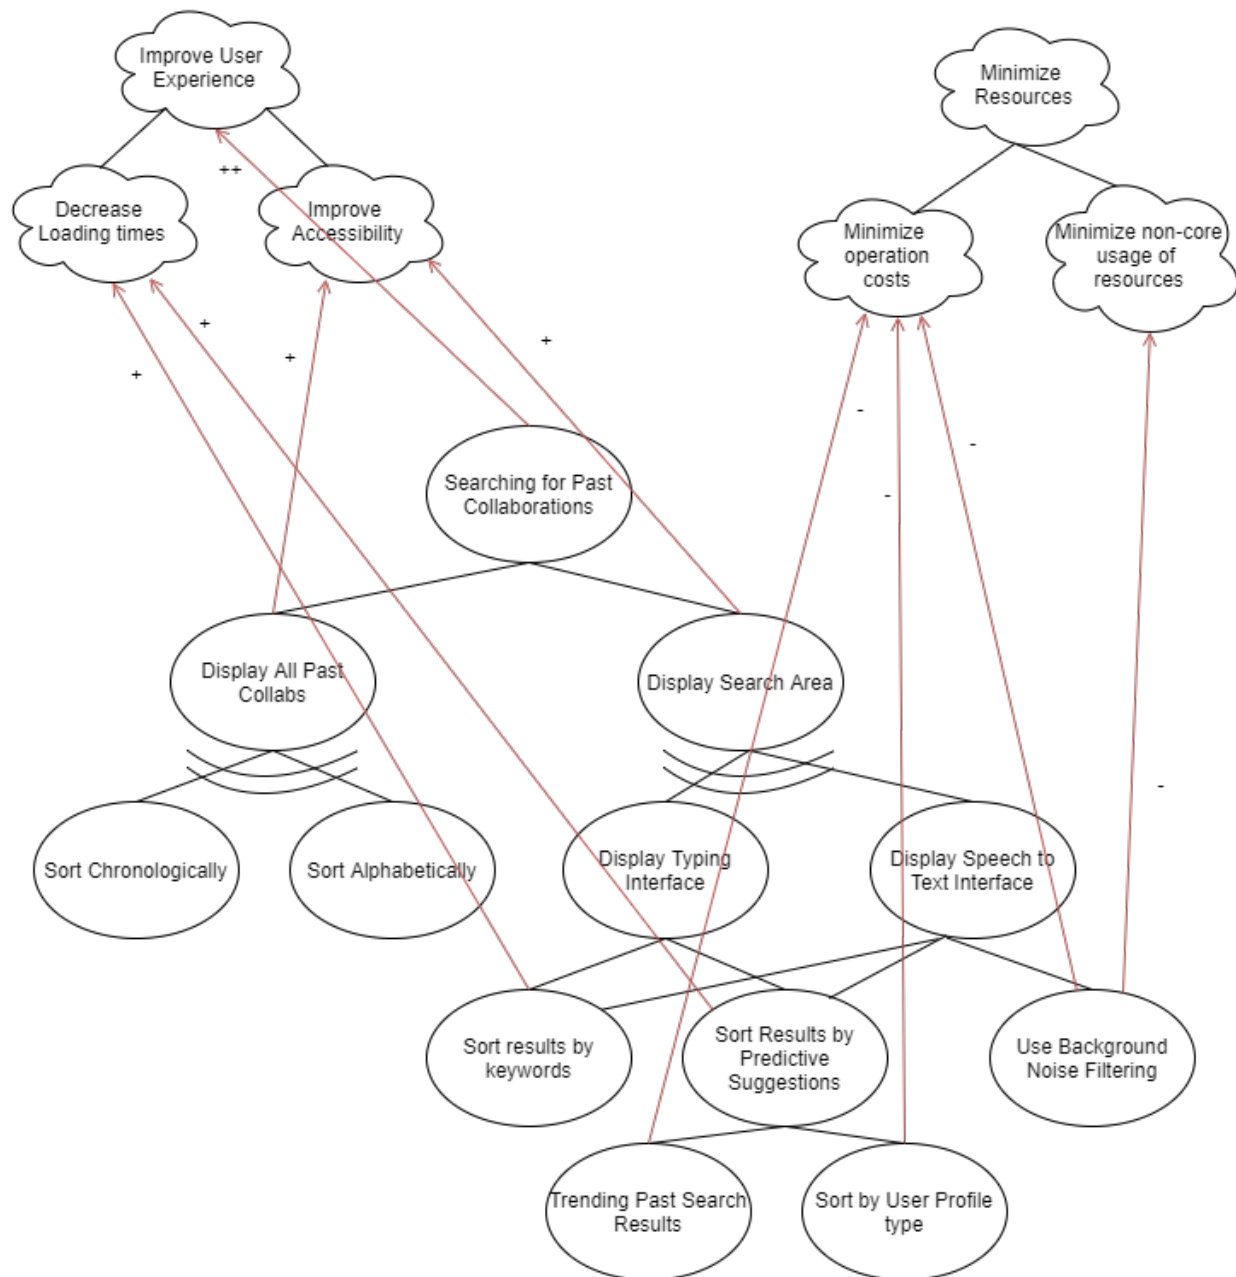 Improve User
Experience
Minimize
Resources
++
Decrease
Loading times
Improve
Accessibility
Minimize
operation
costs
Minimize non-core
usage of
resources
+
+
+
+
-
-
-
Searching for Past
Collaborations
Display All Past
Collabs
Display Search Area
-
Sort Chronologically
Sort Alphabetically
Display Typing
Interface
Display Speech to
Text Interface
Sort results by
keywords
Sort Results by
Predictive
Suggestions
Use Background
Noise Filtering
Trending Past Search
Results
Sort by User Profile
type